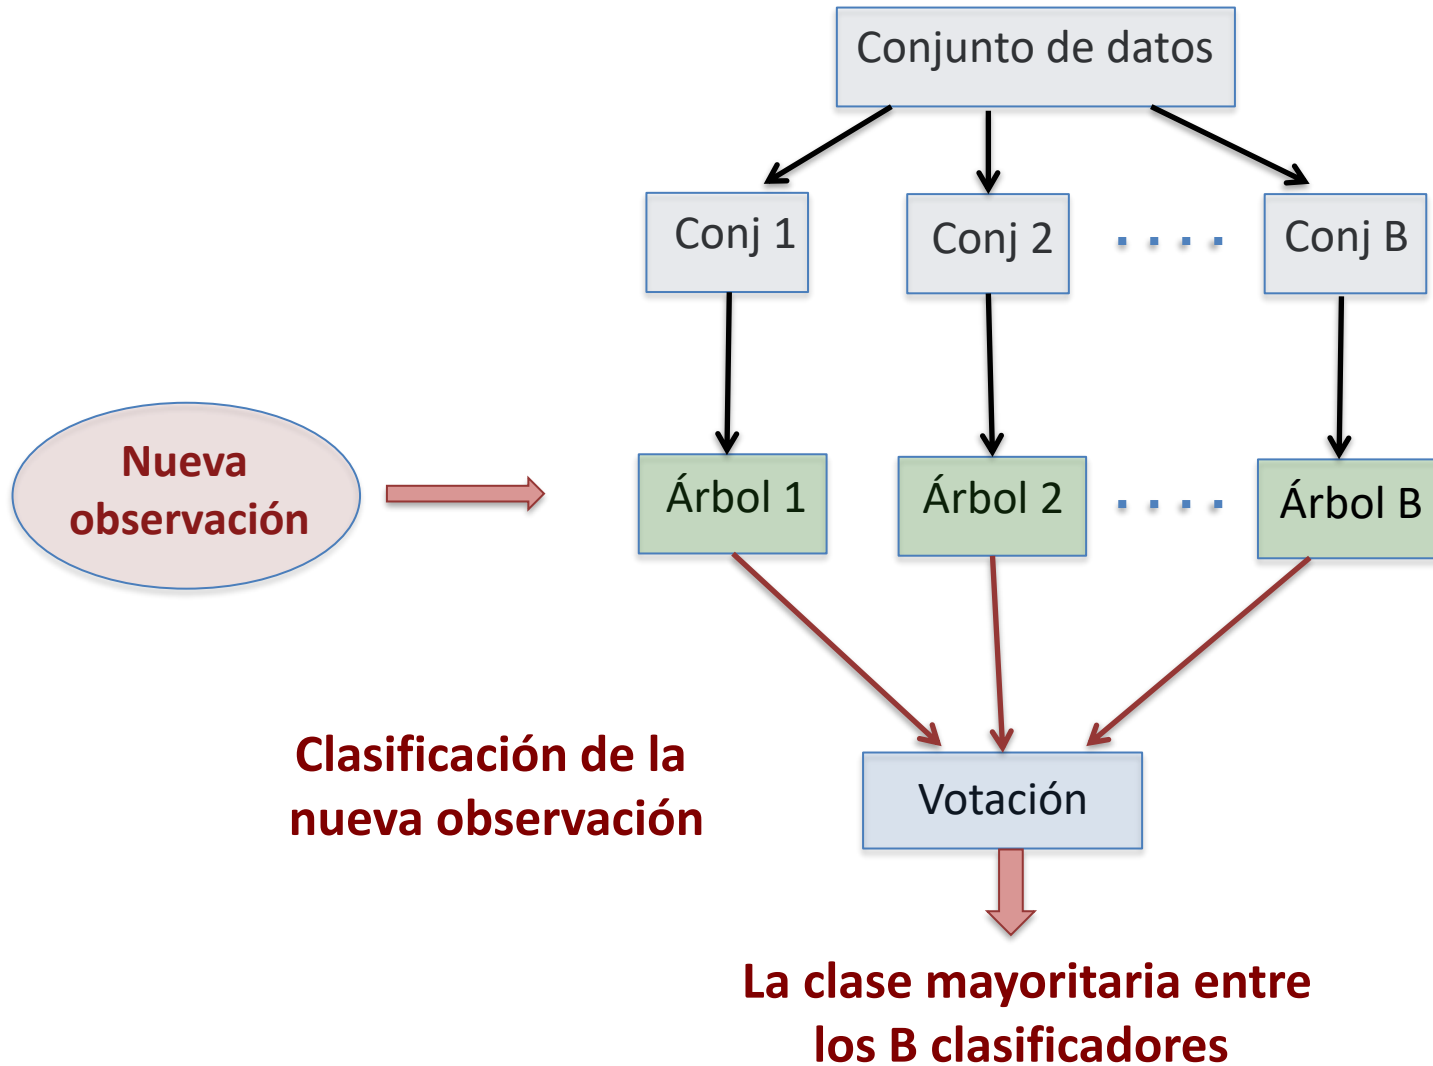 Conjunto de datos
Conj 1
Conj 2
Conj B
Nueva
observación
Árbol 1
Árbol 2
Árbol B
Clasificación de la
nueva observación
Votación
La clase mayoritaria entre
los B clasificadores